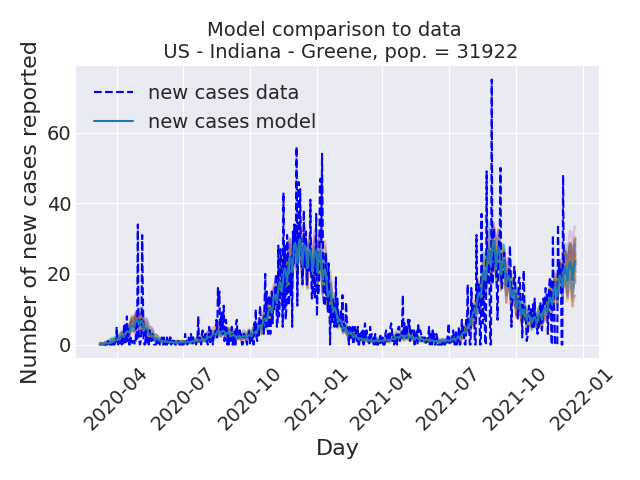 Model comparison to data
US - Indiana - Greene, pop. = 31922
new cases data
new cases model
Number of new cases reported
60
40
20
0
2020-04
2020-07
2020-10
2021-01
2021-04
2021-07
2021-10
2022-01
Day